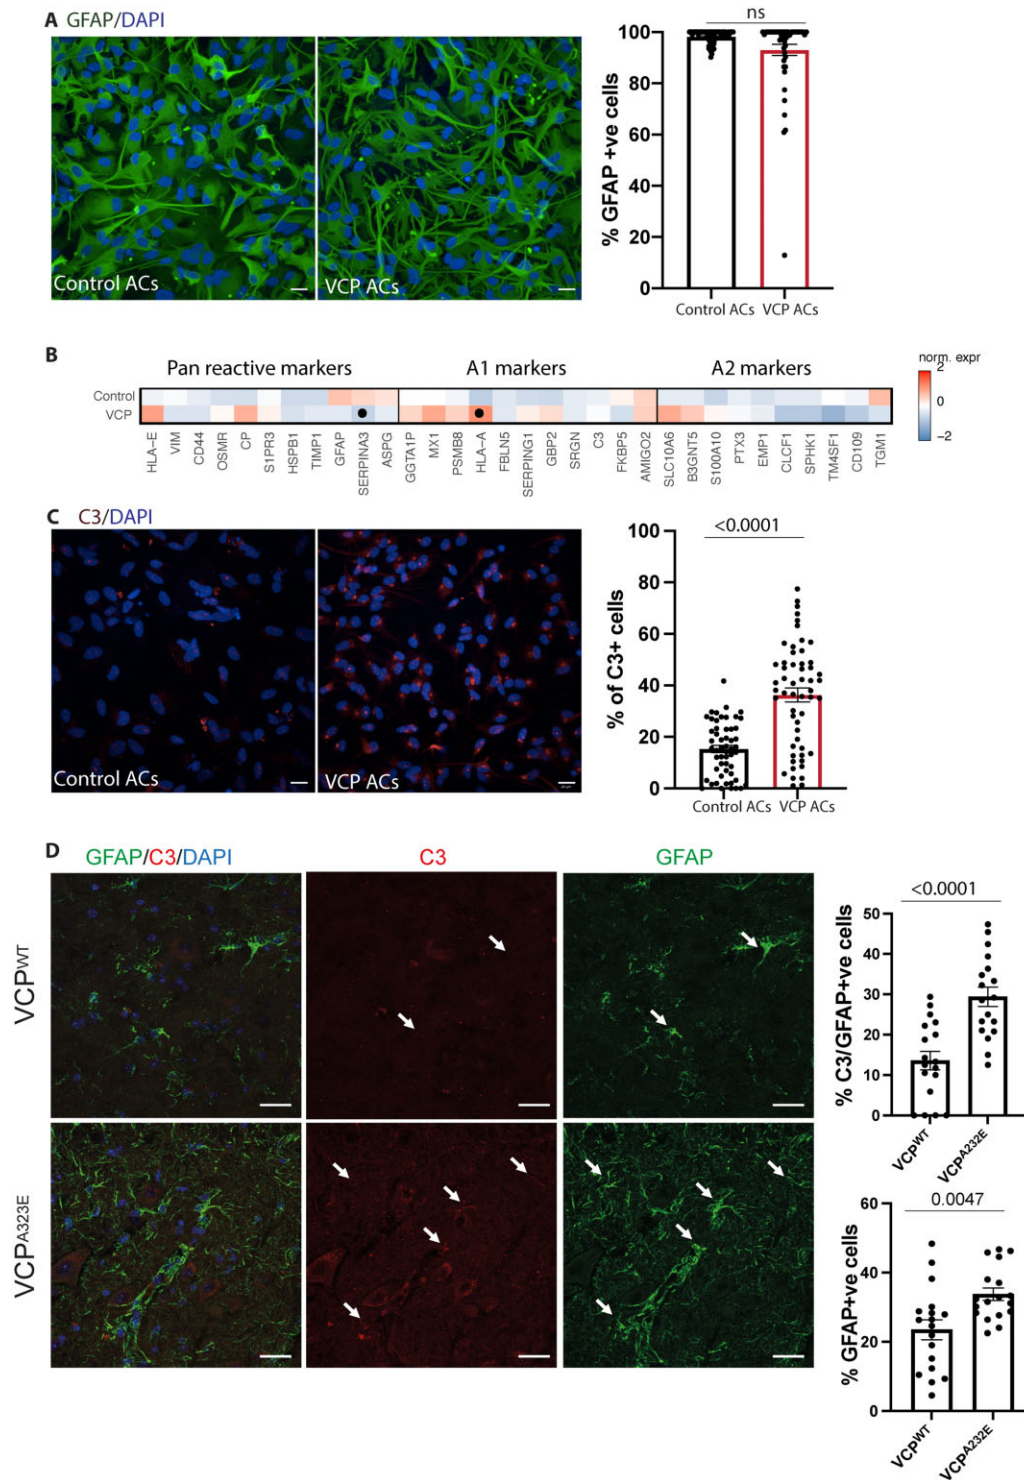 A GFAP/DAPI
Control ACs
VCP ACs
ns
% GFAP +ve cells
100
80
60
40
20
0
Control ACs
VCP ACs
B
Pan reactive markers
A1 markers
A2 markers
norm. expr
2
0
−2
Control
VCP
HLA-E
VIM
CD44
OSMR
CP
S1PR3
HSPB1
TIMP1
GFAP
SERPINA3
ASPG
GGTA1P
MX1
PSMB8
HLA-A
FBLN5
SERPING1
GBP2
SRGN
C3
FKBP5
AMIGO2
SLC10A6
B3GNT5
S100A10
PTX3
EMP1
CLCF1
SPHK1
TM4SF1
CD109
TGM1
C C3/DAPI
Control ACs
VCP ACs
<0.0001
% of C3+ cells
100
80
60
40
20
0
Control ACs
VCP ACs
D
GFAP/C3/DAPI
C3
GFAP
VCPWT
VCPA323E
<0.0001
% C3/GFAP+ve cells
50
40
30
20
10
0
VCPWT
VCPA232E
0.0047
% GFAP+ve cells
60
40
20
0
VCPWT
VCPA232E